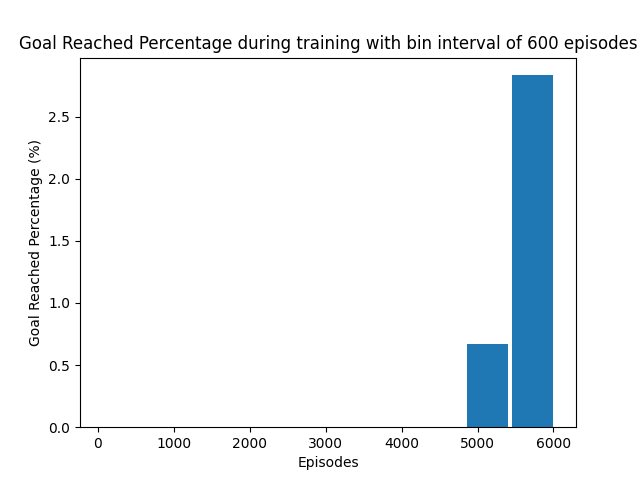 Goal Reached Percentage during training with bin interval of 600 episodes
Goal Reached Percentage (%)
2.5
2.0
1.5
1.0
0.5
0.0
0 1000 2000 3000 4000 5000 6000
Episodes